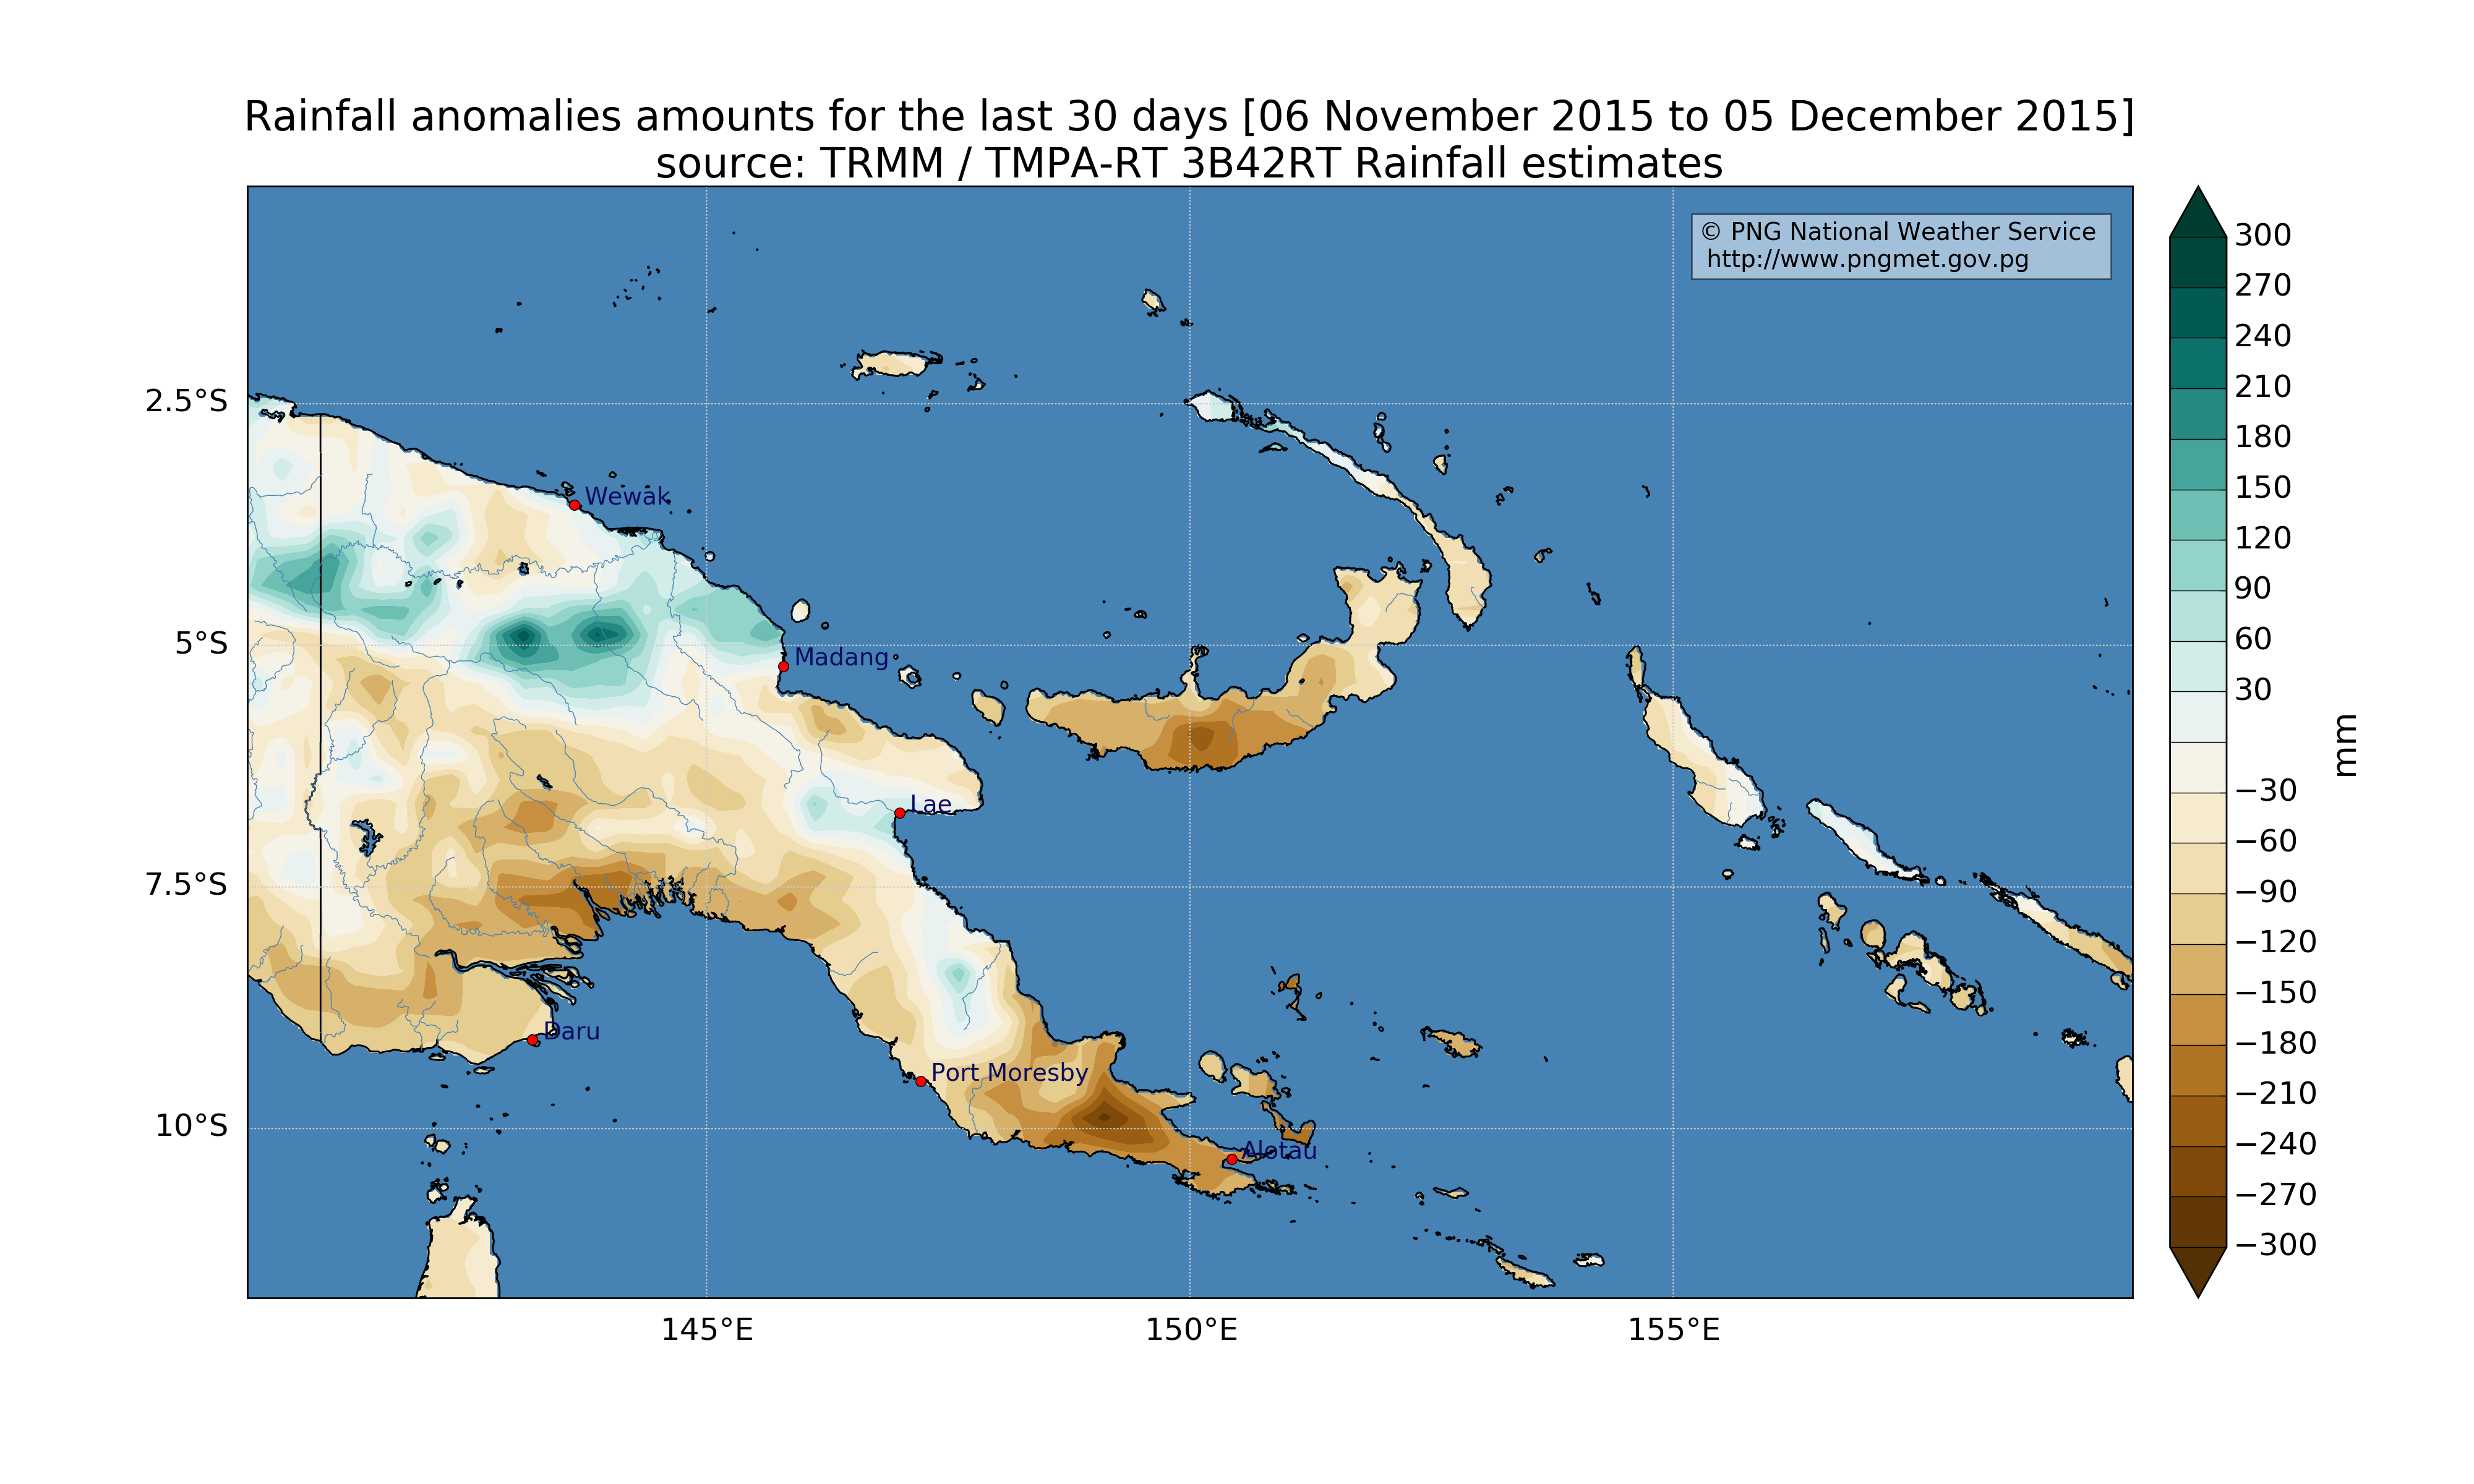 Rainfall anomalies amounts for the last 30 days [06 November 2015 to 05 December 2015]
source: TRMM / TMPA-RT 3B42RT Rainfall estimates
© PNG National Weather Service
http://www.pngmet.gov.pg
2.5°S
5°S
7.5°S
10°S
Wewak
Madang
Lae
Daru
Port Moresby
Alotau
145°E
150°E
155°E
300
270
240
210
180
150
120
90
60
30
−30
−60
−90
−120
−150
−180
−210
−240
−270
−300
mm